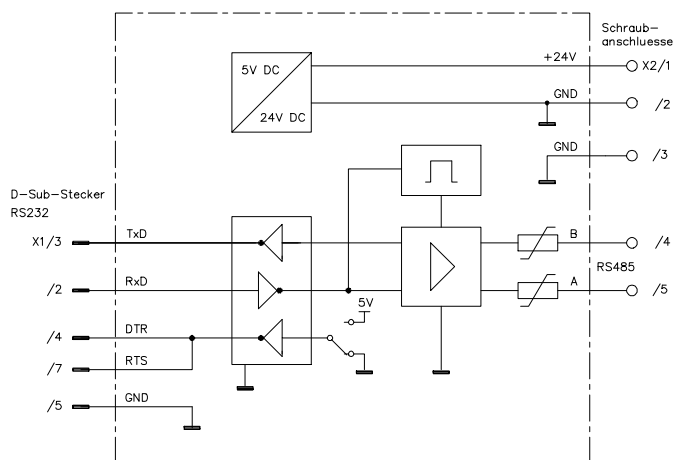 Schraub-
anschluesse
+24V
X2/1
5V DC
24V DC
GND
/2
GND
/3
D-Sub-Stecker
RS232
X1/3
TxD
B
/4
RS485
/2
RxD
A
/5
5V
/4
DTR
/7
RTS
/5
GND